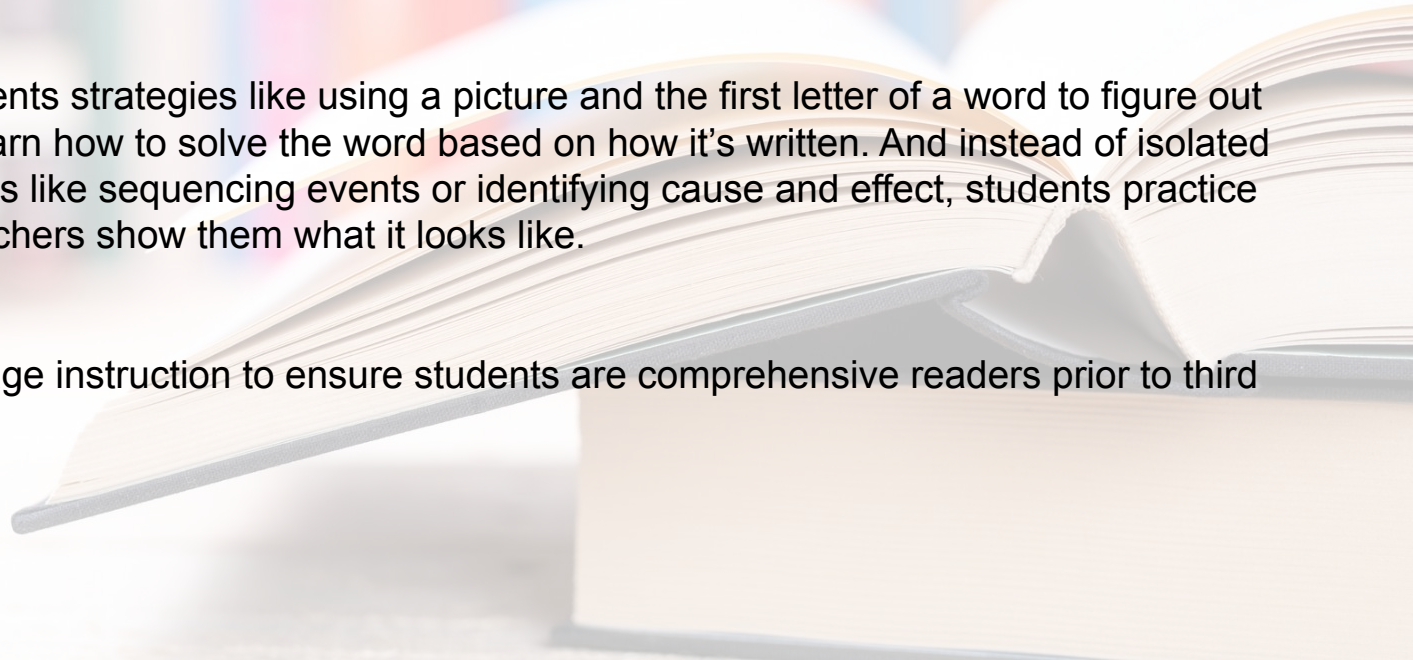 ents strategies like using a picture and the first letter of a word to figure out
arn how to solve the word based on how it’s written. And instead of isolated
s like sequencing events or identifying cause and effect, students practice
chers show them what it looks like.
ge instruction to ensure students are comprehensive readers prior to third